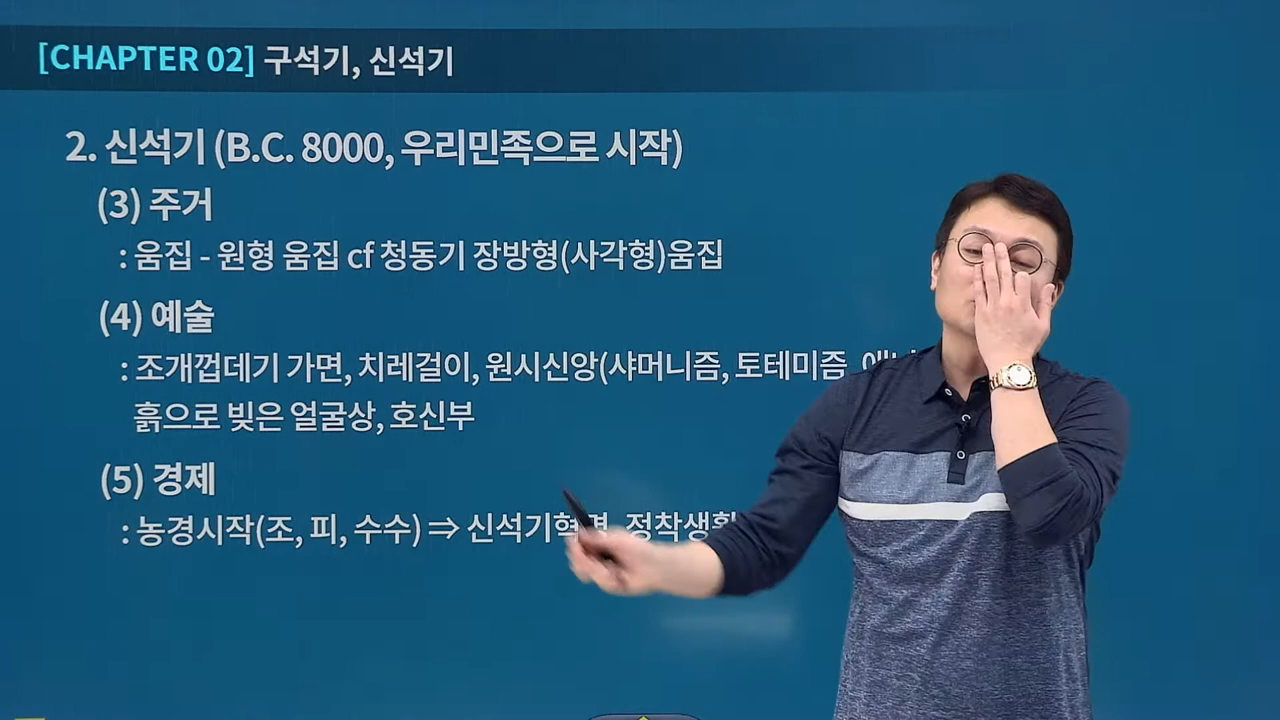 [CHAPTER 02] 구석기, 신석기
2. 신석기 (B.C. 8000, 우리민족으로 시작)
(3) 주거
: 움집 - 원형 움집 cf 청동기 장방형(사각형)움집
(4) 예술
: 조개껍데기 가면, 치레걸이, 원시신앙(샤머니즘, 토테미즘,
흙으로 빚은 얼굴상, 호신부
(5) 경제
: 농경시작(조, 피, 수수) ⇒ 신석기혁명, 정착생활